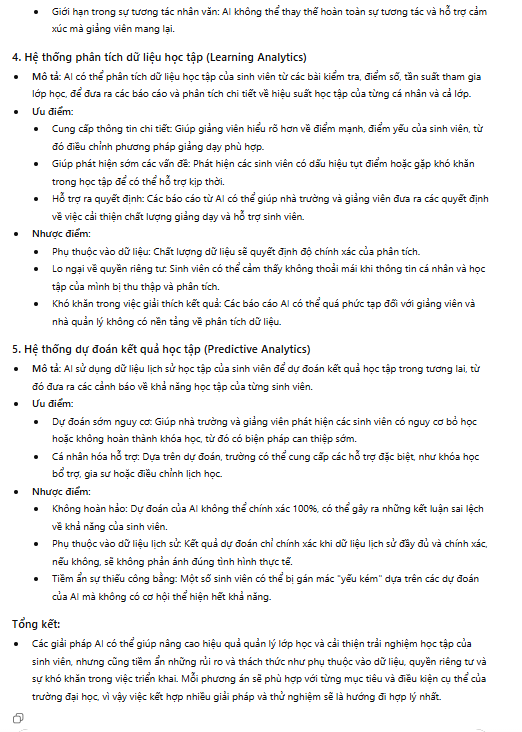 Giới hạn trong sự tương tác nhân văn: AI không thể thay thế hoàn toàn sự tương tác và hỗ trợ cảm
xúc mà giảng viên mang lại.
4. Hệ thống phân tích dữ liệu học tập (Learning Analytics)
Mô tả: AI có thể phân tích dữ liệu học tập của sinh viên từ các bài kiểm tra, điểm số, tần suất tham gia
lớp học, để đưa ra các báo cáo và phân tích chi tiết về hiệu suất học tập của từng cá nhân và cả lớp.
Ưu điểm:
Cung cấp thông tin chi tiết: Giúp giảng viên hiểu rõ hơn về điểm mạnh, điểm yếu của sinh viên, từ
đó điều chỉnh phương pháp giảng dạy phù hợp.
Giúp phát hiện sớm các vấn đề: Phát hiện các sinh viên có dấu hiệu tụt điểm hoặc gặp khó khăn
trong học tập để có thể hỗ trợ kịp thời.
Hỗ trợ ra quyết định: Các báo cáo từ AI có thể giúp nhà trường và giảng viên đưa ra các quyết định
về việc cải thiện chất lượng giảng dạy và hỗ trợ sinh viên.
Nhược điểm:
Phụ thuộc vào dữ liệu: Chất lượng dữ liệu sẽ quyết định độ chính xác của phân tích.
Lo ngại về quyền riêng tư: Sinh viên có thể cảm thấy không thoải mái khi thông tin cá nhân và học
tập của mình bị thu thập và phân tích.
Khó khăn trong việc giải thích kết quả: Các báo cáo AI có thể quá phức tạp đối với giảng viên và
nhà quản lý không có nền tảng về phân tích dữ liệu.
5. Hệ thống dự đoán kết quả học tập (Predictive Analytics)
Mô tả: AI sử dụng dữ liệu lịch sử học tập của sinh viên để dự đoán kết quả học tập trong tương lai, từ
đó đưa ra các cảnh báo về khả năng học tập của từng sinh viên.
Ưu điểm:
Dự đoán sớm nguy cơ: Giúp nhà trường và giảng viên phát hiện các sinh viên có nguy cơ bỏ học
hoặc không hoàn thành khóa học, từ đó có biện pháp can thiệp sớm.
Cá nhân hóa hỗ trợ: Dựa trên dự đoán, trường có thể cung cấp các hỗ trợ đặc biệt, như khóa học
bổ trợ, gia sư hoặc điều chỉnh lịch học.
Nhược điểm:
Không hoàn hảo: Dự đoán của AI không thể chính xác 100%, có thể gây ra những kết luận sai lệch
về khả năng của sinh viên.
Phụ thuộc vào dữ liệu lịch sử: Kết quả dự đoán chỉ chính xác khi dữ liệu lịch sử đầy đủ và chính xác,
nếu không, sẽ không phản ánh đúng tình hình thực tế.
Tiềm ẩn sự thiếu công bằng: Một số sinh viên có thể bị gán mác "yếu kém" dựa trên các dự đoán
của AI mà không có cơ hội thể hiện hết khả năng.
Tổng kết:
Các giải pháp AI có thể giúp nâng cao hiệu quả quản lý lớp học và cải thiện trải nghiệm học tập của
sinh viên, nhưng cũng tiềm ẩn những rủi ro và thách thức như phụ thuộc vào dữ liệu, quyền riêng tư và
sự khó khăn trong việc triển khai. Mỗi phương án sẽ phù hợp với từng mục tiêu và điều kiện cụ thể của
trường đại học, vì vậy việc kết hợp nhiều giải pháp và thử nghiệm sẽ là hướng đi hợp lý nhất.